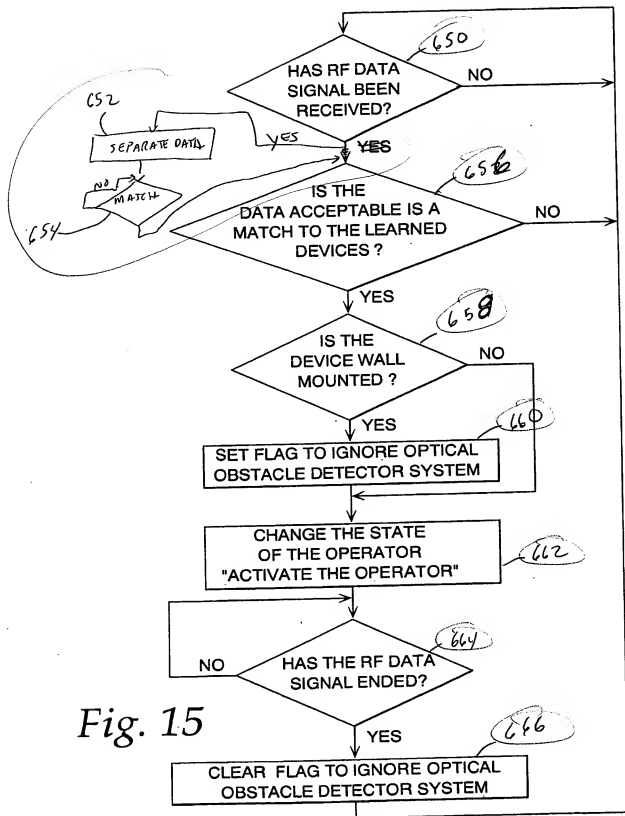 650
HAS RF DATA
SIGNAL BEEN
RECEIVED?
NO
652
SEPARATE DATA
YES
YES
NO
MATCH
654
656
IS THE
DATA ACCEPTABLE IS A
MATCH TO THE LEARNED
DEVICES ?
NO
YES
658
IS THE
DEVICE WALL
MOUNTED ?
NO
YES
660
SET FLAG TO IGNORE OPTICAL
OBSTACLE DETECTOR SYSTEM
CHANGE THE STATE
OF THE OPERATOR
"ACTIVATE THE OPERATOR"
662
664
NO
HAS THE RF DATA
SIGNAL ENDED?
Fig. 15
YES
666
CLEAR FLAG TO IGNORE OPTICAL
OBSTACLE DETECTOR SYSTEM